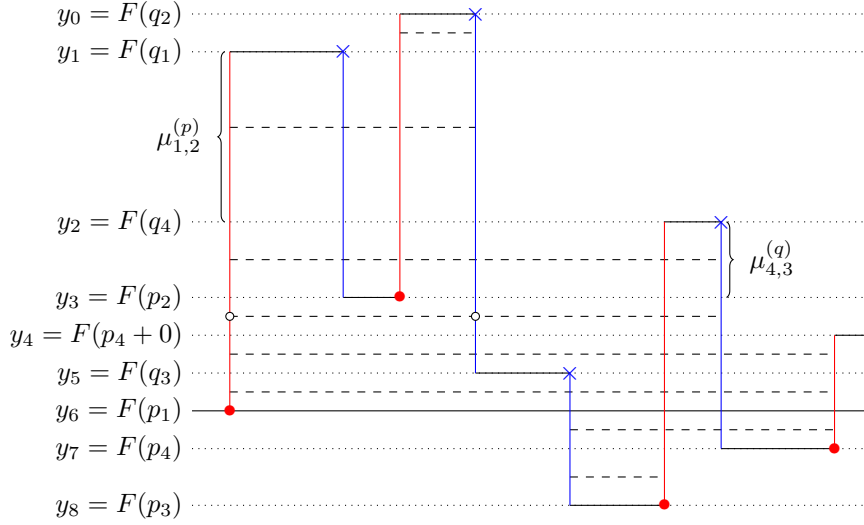 y_0 = F(q_2)
y_1 = F(q_1)
μ_{1,2}^{(p)}
y_2 = F(q_4)
μ_{4,3}^{(q)}
y_3 = F(p_2)
y_4 = F(p_4 + 0)
y_5 = F(q_3)
y_6 = F(p_1)
y_7 = F(p_4)
y_8 = F(p_3)